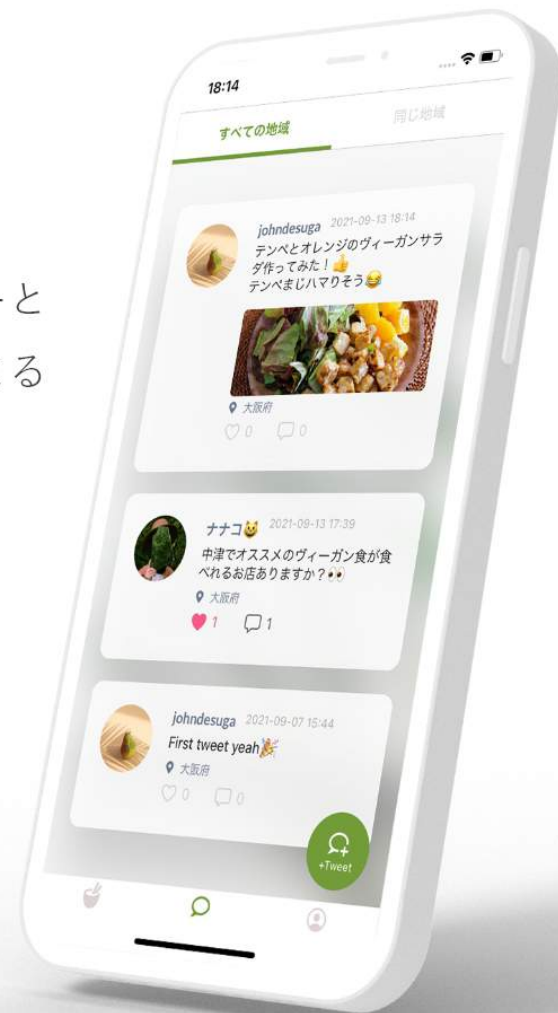 と
る
18:14
すべての地域
同じ地域
johndesuga 2021-09-13 18:14
テンペとオレンジのヴィーガンサラ
ダ作ってみた！👍
テンペまじハマりそう😂
大阪府
0 0
ナナコ😺 2021-09-13 17:39
中津でオススメのヴィーガン食が食
べれるお店ありますか？👀
大阪府
1 1
johndesuga 2021-09-07 15:44
First tweet yeah🎉
大阪府
0 0
+Tweet